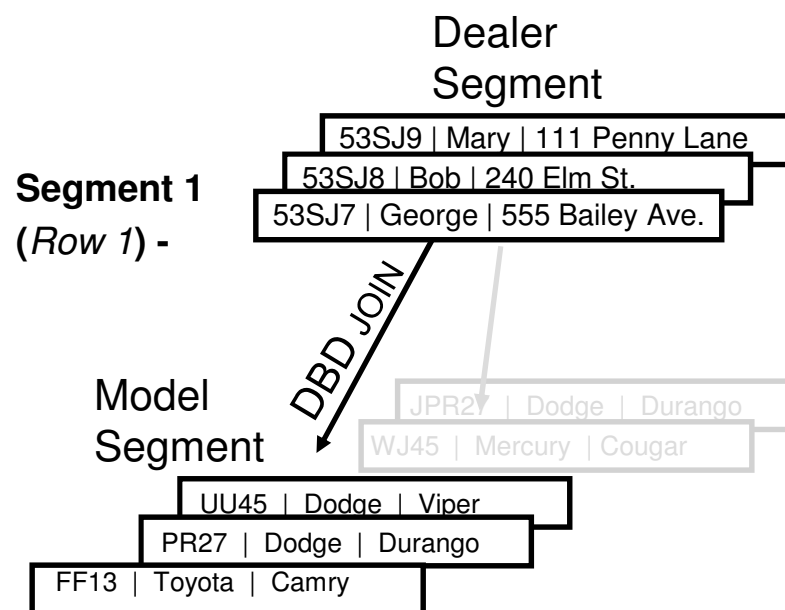 Dealer
Segment
53SJ9 | Mary | 111 Penny Lane
53SJ8 | Bob | 240 Elm St.
53SJ7 | George | 555 Bailey Ave.
Segment 1
(Row 1) -
DBD JOIN
Model
Segment
JPR27 | Dodge | Durango
WJ45 | Mercury | Cougar
UU45 | Dodge | Viper
PR27 | Dodge | Durango
FF13 | Toyota | Camry